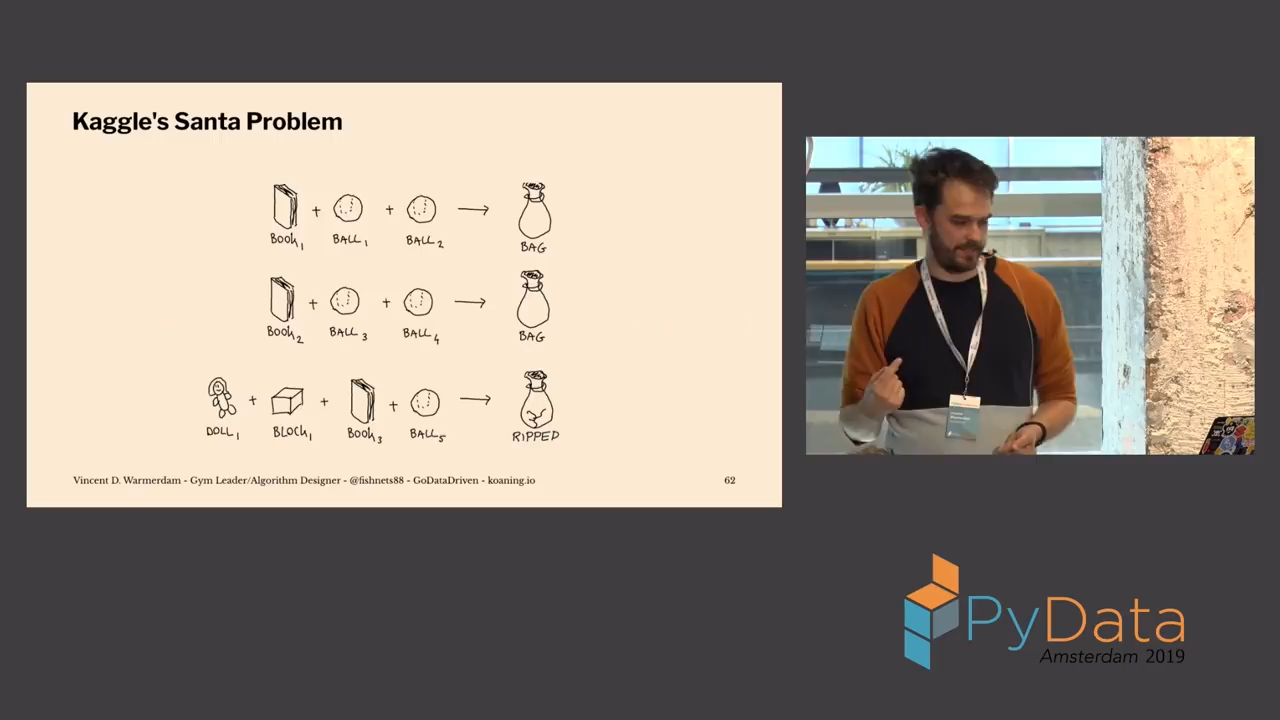 Kaggle's Santa Problem
BOOK1 + BALL1 + BALL2 → BAG
BOOK2 + BALL3 + BALL4 → BAG
DOLL1 + BLOCK1 + BOOK3 + BALL5 → RIPPED
Vincent D. Warmerdam - Gym Leader/Algorithm Designer - @fishnets88 - GoDataDriven - koaning.io 62
PyData
Amsterdam 2019